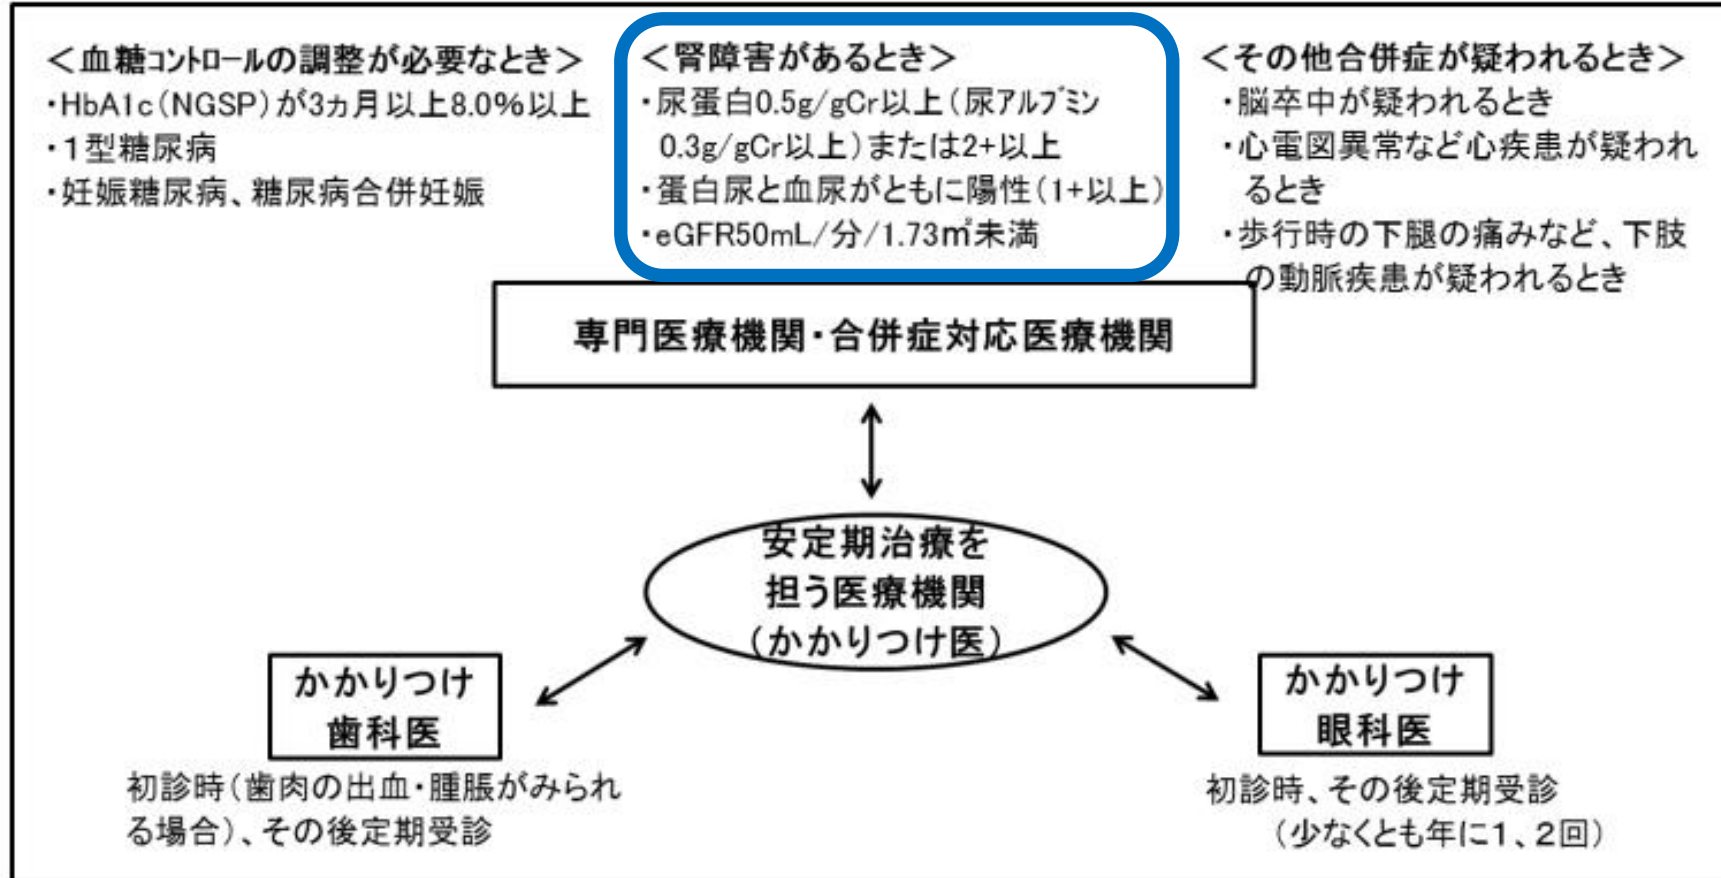 ＜血糖ｺﾝﾄﾛｰﾙの調整が必要なとき＞
・HbA1c（NGSP）が3ヵ月以上8.0%以上
・１型糖尿病
・妊娠糖尿病、糖尿病合併妊娠
＜腎障害があるとき＞
・尿蛋白0.5g/gCr以上（尿ｱﾙﾌﾞﾐﾝ
0.3g/gCr以上）または2+以上
・蛋白尿と血尿がともに陽性（1+以上）
・eGFR50mL/分/1.73㎡未満
＜その他合併症が疑われるとき＞
・脳卒中が疑われるとき
・心電図異常など心疾患が疑われ
るとき
・歩行時の下腿の痛みなど、下肢
の動脈疾患が疑われるとき
専門医療機関・合併症対応医療機関
安定期治療を
担う医療機関
（かかりつけ医）
かかりつけ
歯科医
初診時（歯肉の出血・腫脹がみられ
る場合）、その後定期受診
かかりつけ
眼科医
初診時、その後定期受診
（少なくとも年に１、２回）